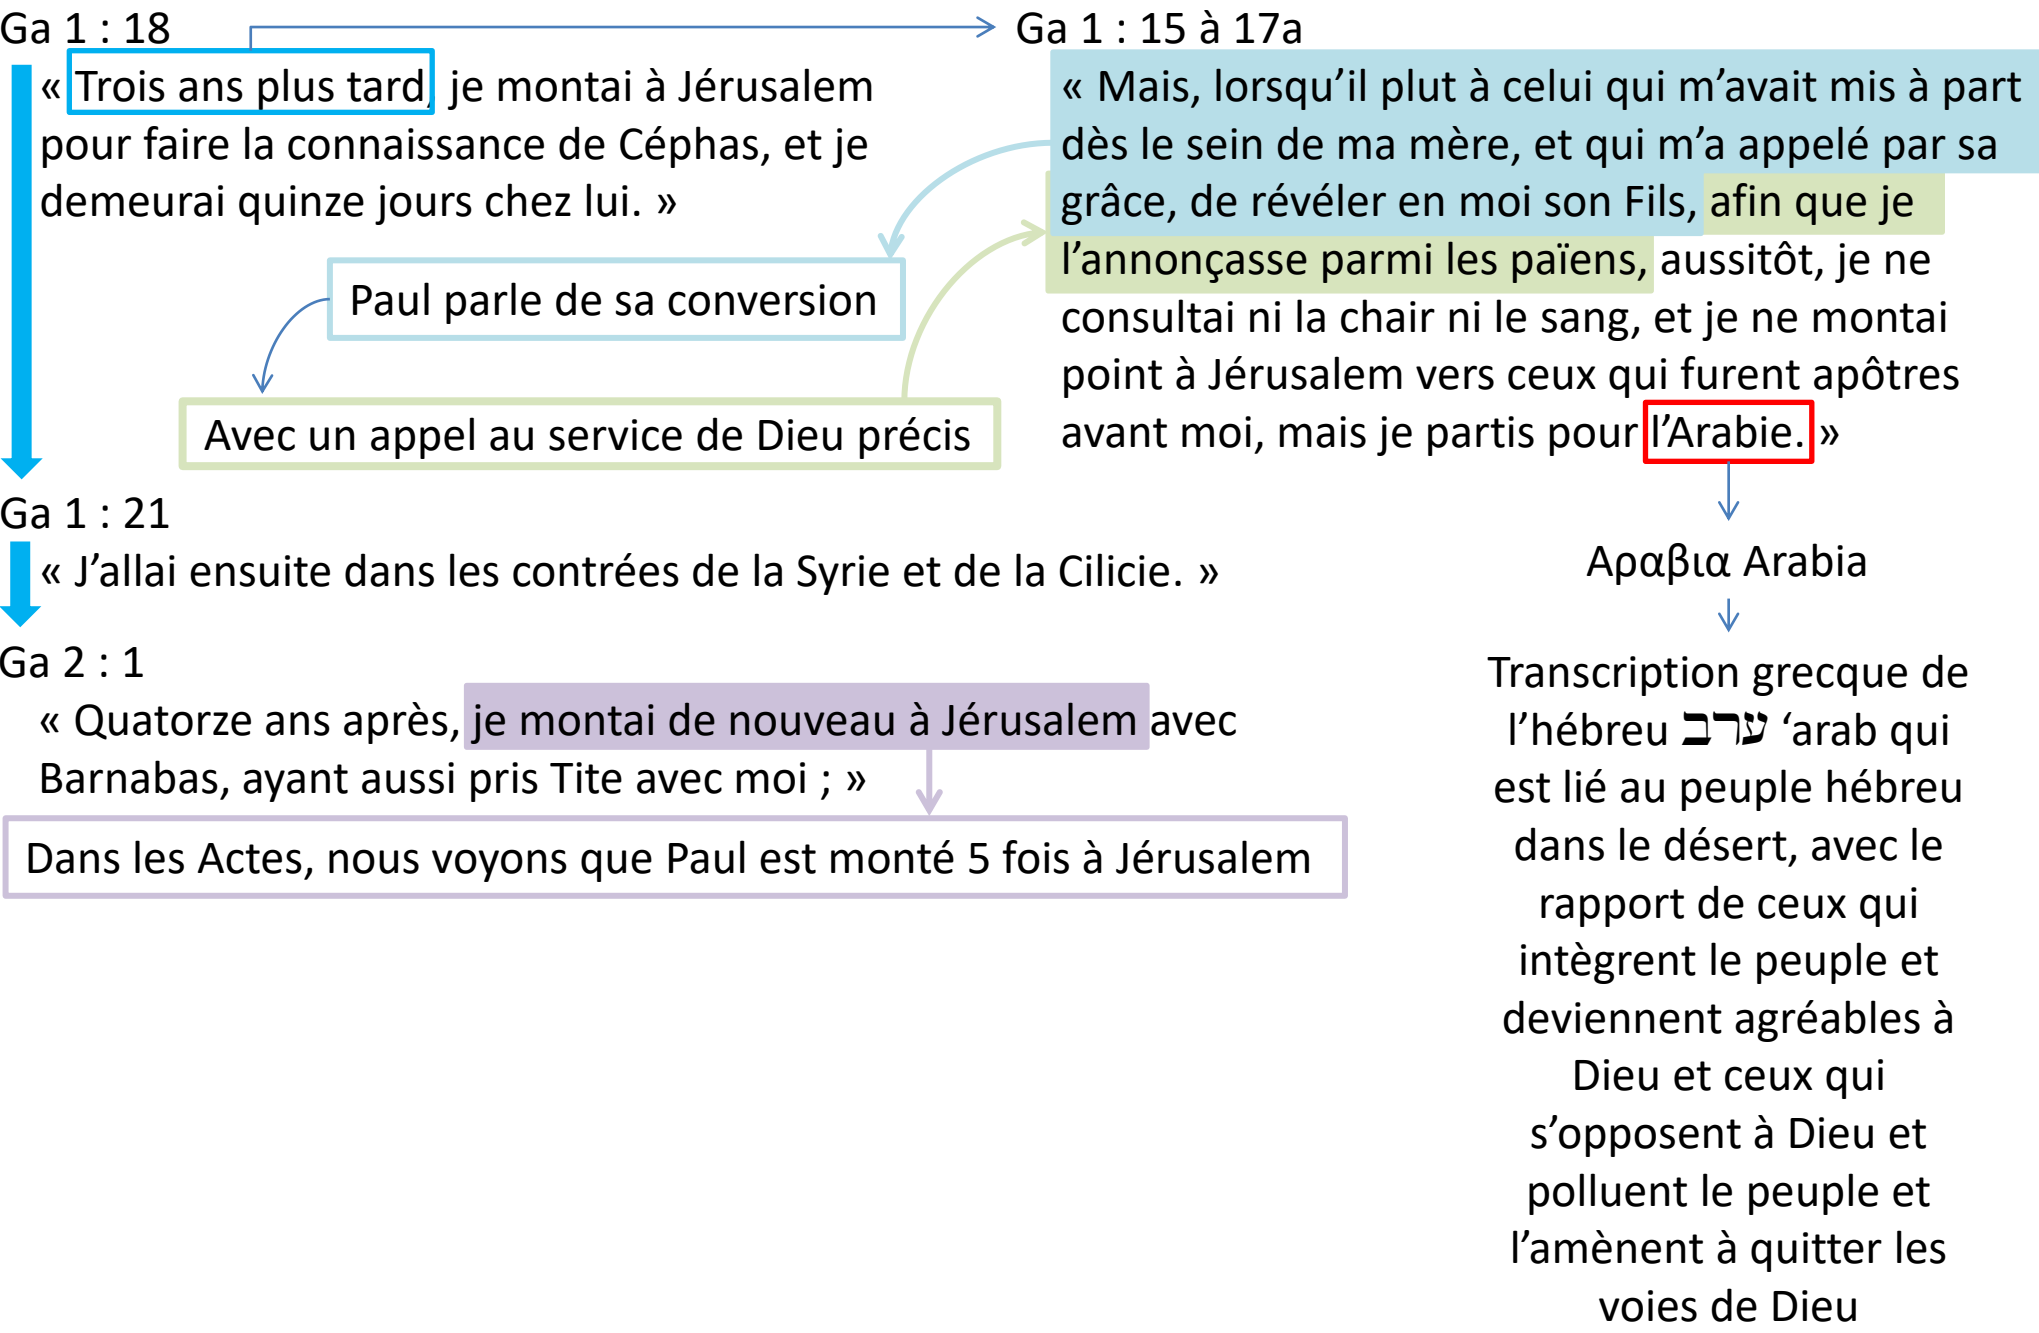 Ga 1 : 18
« Trois ans plus tard, je montai à Jérusalem
pour faire la connaissance de Céphas, et je
demeurai quinze jours chez lui. »
Ga 1 : 15 à 17a
« Mais, lorsqu’il plut à celui qui m’avait mis à part
dès le sein de ma mère, et qui m’a appelé par sa
grâce, de révéler en moi son Fils, afin que je
l’annonçasse parmi les païens, aussitôt, je ne
consultai ni la chair ni le sang, et je ne montai
point à Jérusalem vers ceux qui furent apôtres
avant moi, mais je partis pour l’Arabie. »
Paul parle de sa conversion
Avec un appel au service de Dieu précis
Ga 1 : 21
« J’allai ensuite dans les contrées de la Syrie et de la Cilicie. »
Ga 2 : 1
« Quatorze ans après, je montai de nouveau à Jérusalem avec
Barnabas, ayant aussi pris Tite avec moi ; »
Dans les Actes, nous voyons que Paul est monté 5 fois à Jérusalem
Αραβια Arabia
Transcription grecque de
l’hébreu ערב ‘arab qui
est lié au peuple hébreu
dans le désert, avec le
rapport de ceux qui
intègrent le peuple et
deviennent agréables à
Dieu et ceux qui
s’opposent à Dieu et
polluent le peuple et
l’amènent à quitter les
voies de Dieu